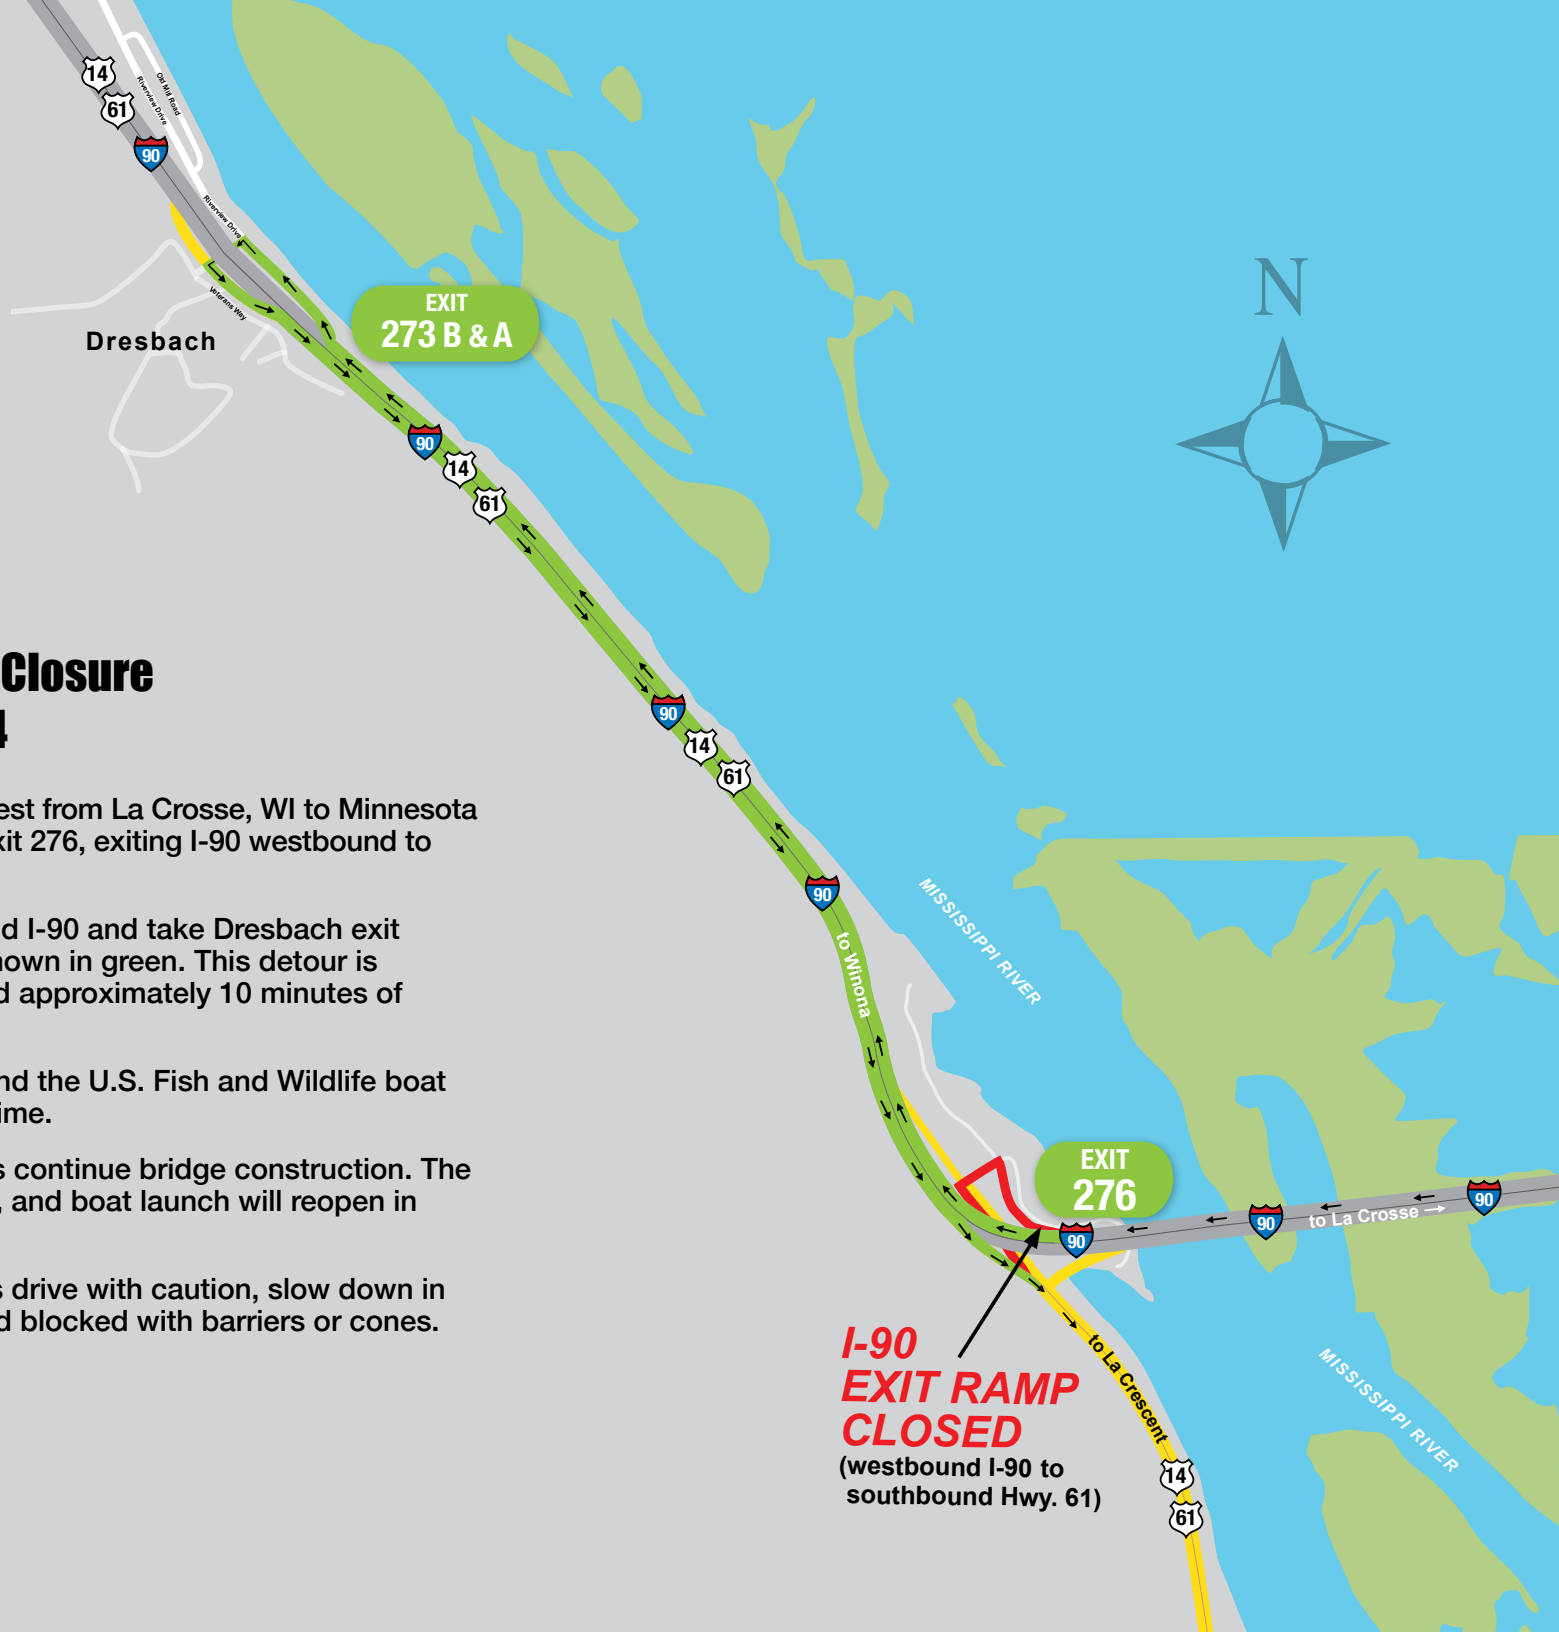 14
61
90
Old Mill Road
Riverview Drive
Riverview Drive
Veterans Way
Dresbach
EXIT
273 B & A
90
14
61
Closure
4
est from La Crosse, WI to Minnesota
xit 276, exiting I-90 westbound to
d I-90 and take Dresbach exit
hown in green. This detour is
d approximately 10 minutes of
nd the U.S. Fish and Wildlife boat
ime.
s continue bridge construction. The
, and boat launch will reopen in
s drive with caution, slow down in
d blocked with barriers or cones.
N
90
14
61
90
to Winona
MISSISSIPPI RIVER
EXIT
276
90
90
90
to La Crosse →
I-90
EXIT RAMP
CLOSED
(westbound I-90 to
southbound Hwy. 61)
to La Crescent
14
61
MISSISSIPPI RIVER